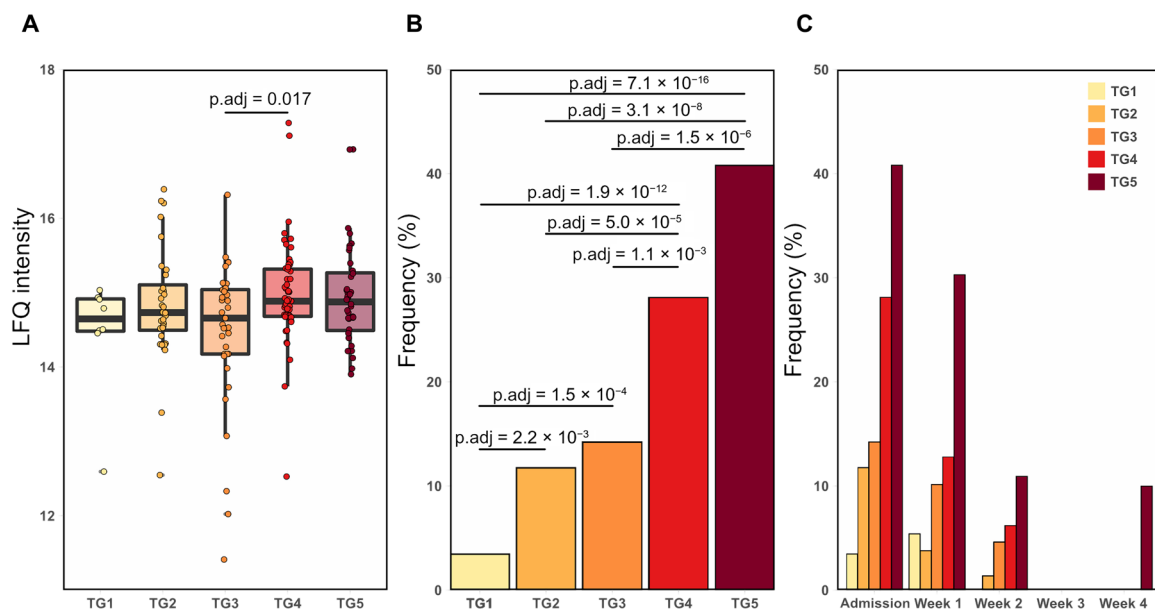 A
B
C
18
16
14
12
LFQ intensity
p.adj = 0.017
TG1
TG2
TG3
TG4
TG5
50
40
30
20
10
0
Frequency (%)
p.adj = 7.1 × 10⁻¹⁶
p.adj = 3.1 × 10⁻⁸
p.adj = 1.5 × 10⁻⁶
p.adj = 1.9 × 10⁻¹²
p.adj = 5.0 × 10⁻⁵
p.adj = 1.1 × 10⁻³
p.adj = 1.5 × 10⁻⁴
p.adj = 2.2 × 10⁻³
TG1
TG2
TG3
TG4
TG5
50
40
30
20
10
0
Frequency (%)
TG1
TG2
TG3
TG4
TG5
Admission
Week 1
Week 2
Week 3
Week 4